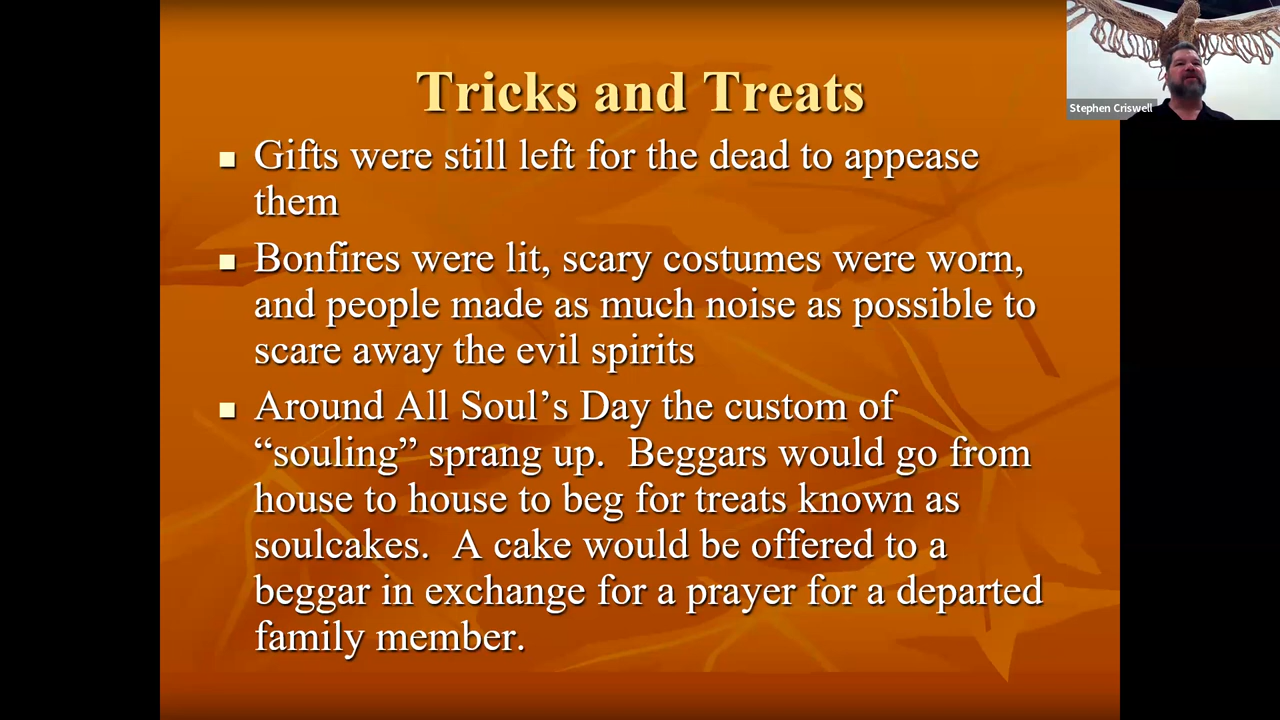 Tricks and Treats
Gifts were still left for the dead to appease
them
Bonfires were lit, scary costumes were worn,
and people made as much noise as possible to
scare away the evil spirits
Around All Soul’s Day the custom of
“souling” sprang up.  Beggars would go from
house to house to beg for treats known as
soulcakes.  A cake would be offered to a
beggar in exchange for a prayer for a departed
family member.
Stephen Criswell